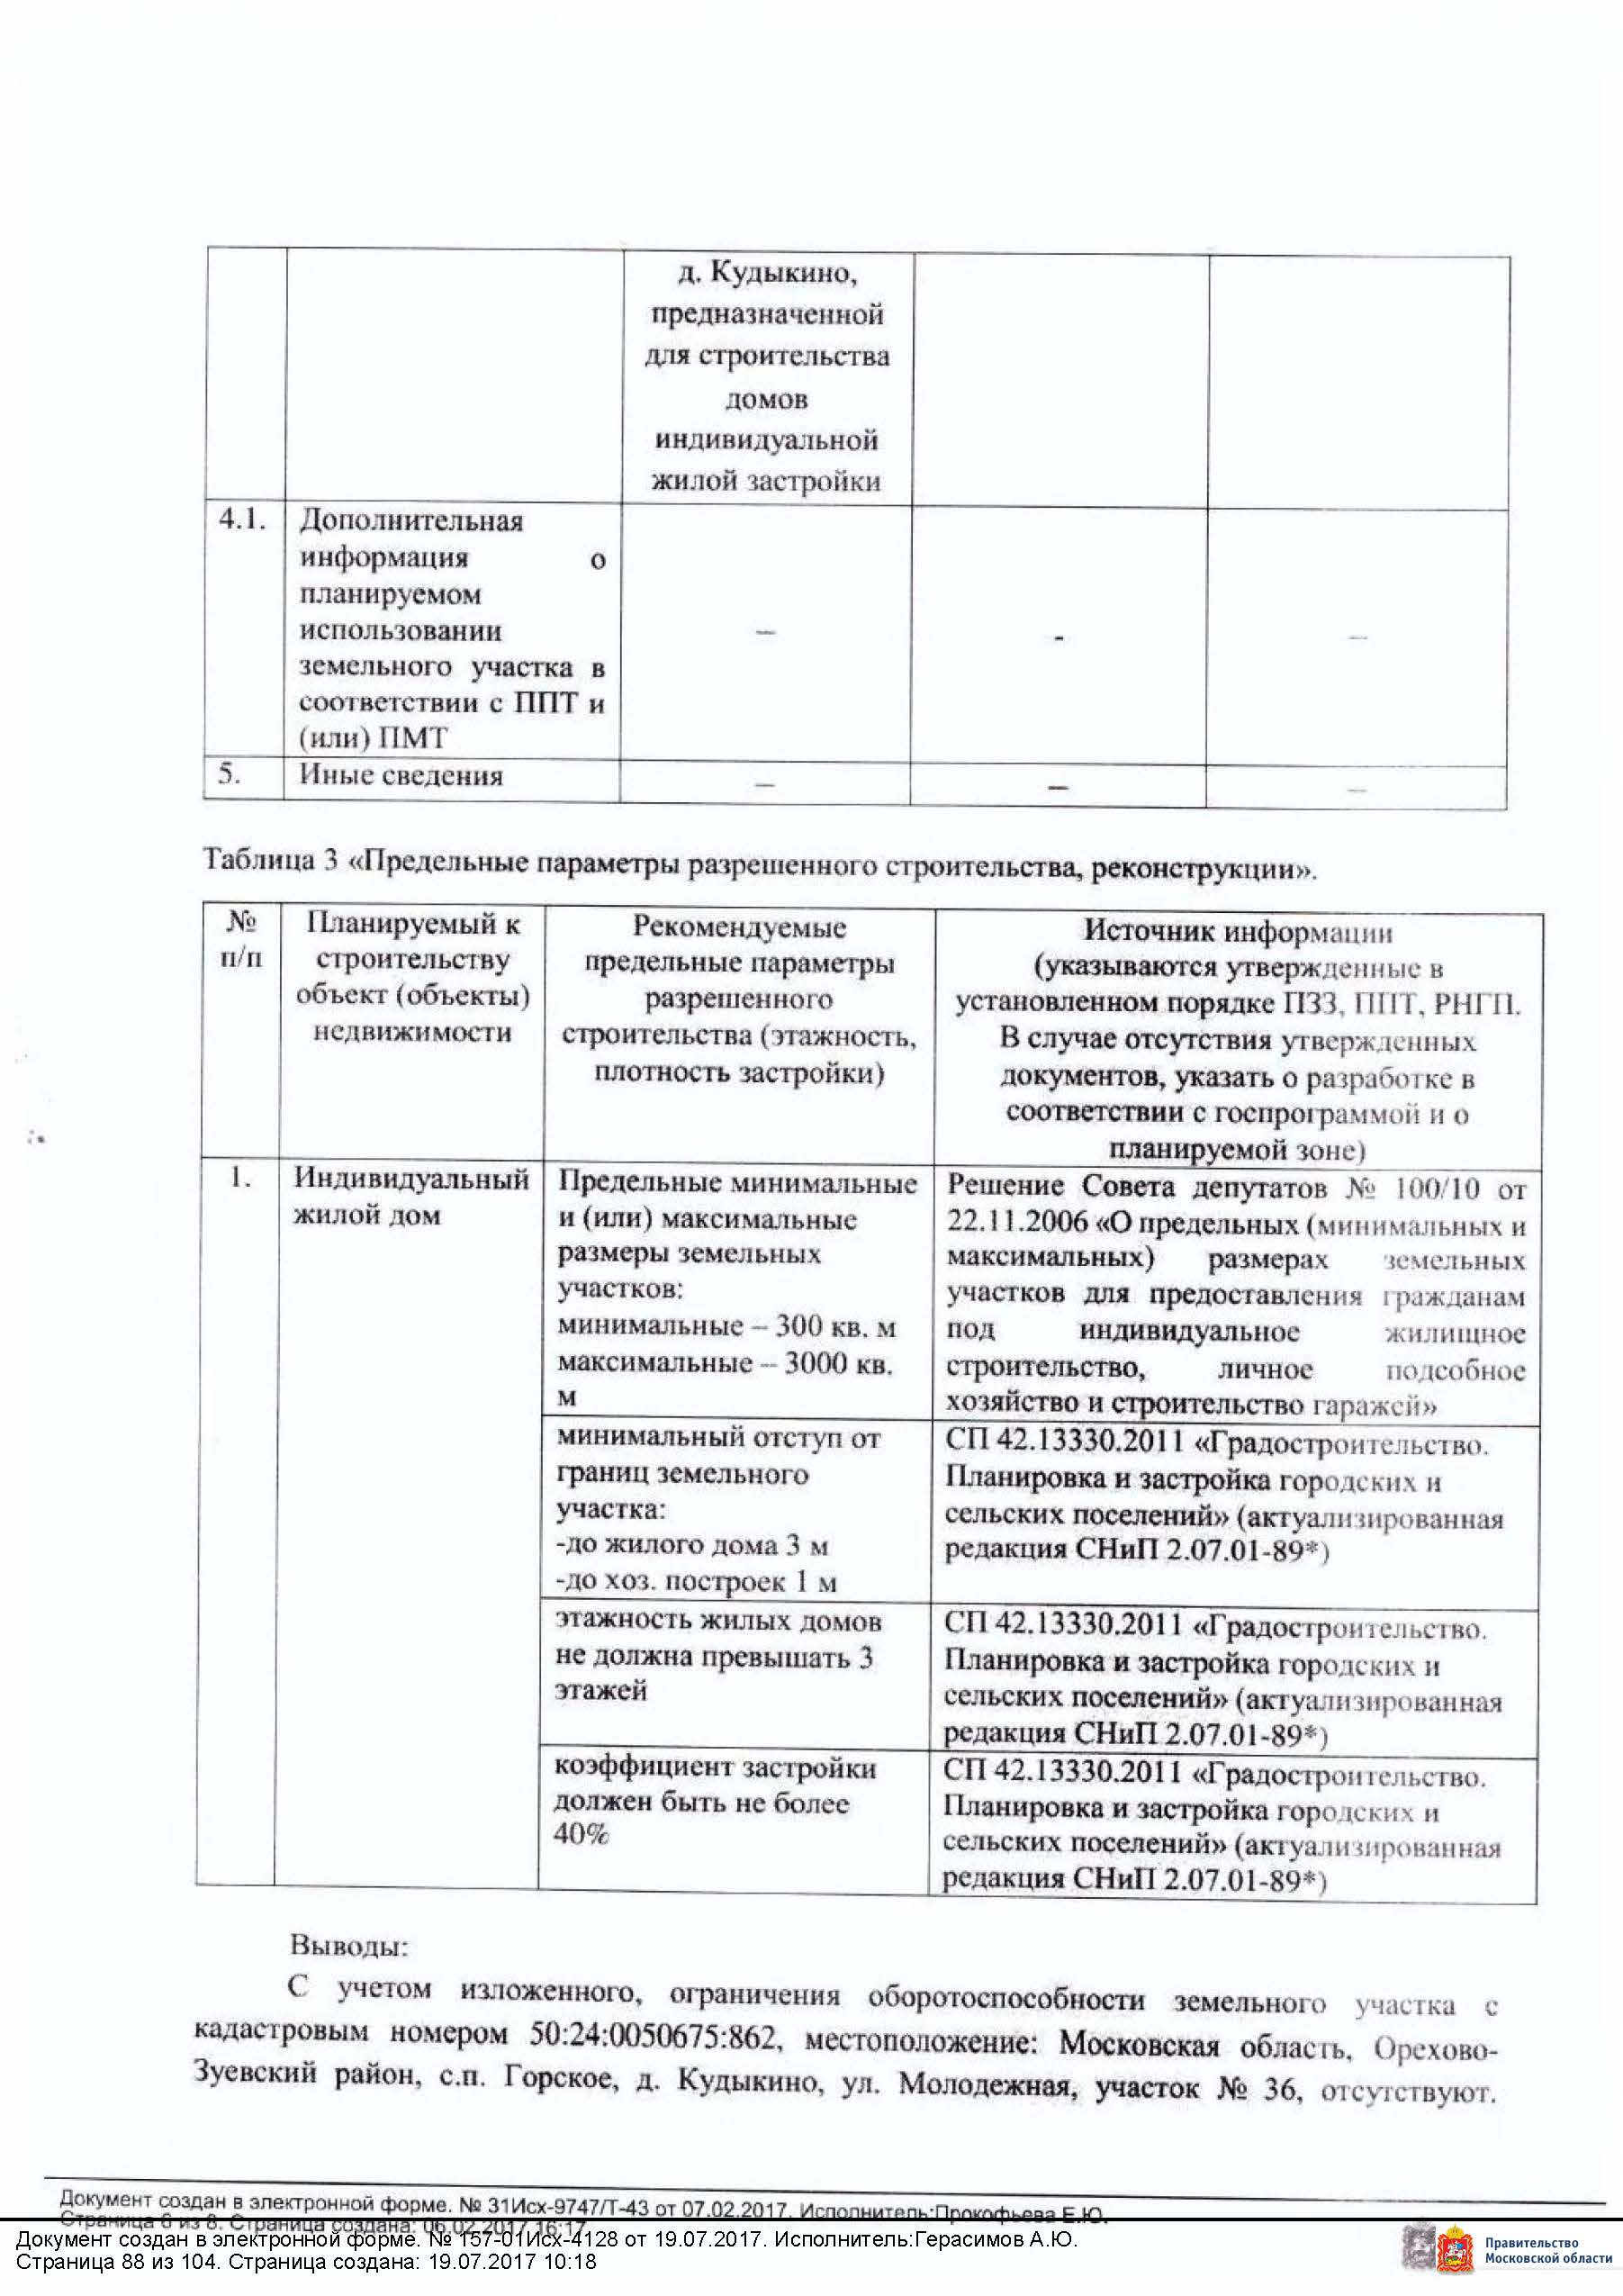 д. Кудыкино,
предназначенной
для строительства
домов
индивидуальной
жилой застройки
4.1.
Дополнительная
информация о
планируемом
использовании
земельного участка в
соответствии с ППТ и
(или) ПМТ
–
-
–
5.
Иные сведения
–
–
–
Таблица 3 «Предельные параметры разрешенного строительства, реконструкции».
№
п/п
Планируемый к
строительству
объект (объекты)
недвижимости
Рекомендуемые
предельные параметры
разрешенного
строительства (этажность,
плотность застройки)
Источник информации
(указываются утвержденные в
установленном порядке ПЗЗ, ППТ, РНГП.
В случае отсутствия утвержденных
документов, указать о разработке в
соответствии с госпрограммой и о
планируемой зоне)
1.
Индивидуальный
жилой дом
Предельные минимальные
и (или) максимальные
размеры земельных
участков:
минимальные – 300 кв. м
максимальные – 3000 кв.
м
Решение Совета депутатов № 100/10 от
22.11.2006 «О предельных (минимальных и
максимальных) размерах земельных
участков для предоставления гражданам
под индивидуальное жилищное
строительство, личное подсобное
хозяйство и строительство гаражей»
минимальный отступ от
границ земельного
участка:
-до жилого дома 3 м
-до хоз. построек 1 м
СП 42.13330.2011 «Градостроительство.
Планировка и застройка городских и
сельских поселений» (актуализированная
редакция СНиП 2.07.01-89*)
этажность жилых домов
не должна превышать 3
этажей
СП 42.13330.2011 «Градостроительство.
Планировка и застройка городских и
сельских поселений» (актуализированная
редакция СНиП 2.07.01-89*)
коэффициент застройки
должен быть не более
40%
СП 42.13330.2011 «Градостроительство.
Планировка и застройка городских и
сельских поселений» (актуализированная
редакция СНиП 2.07.01-89*)
Выводы:
С учетом изложенного, ограничения оборотоспособности земельного участка с
кадастровым номером 50:24:0050675:862, местоположение: Московская область, Орехово-
Зуевский район, с.п. Горское, д. Кудыкино, ул. Молодежная, участок № 36, отсутствуют.
Документ создан в электронной форме. № 31Исх-9747/Т-43 от 07.02.2017. Исполнитель:Прокофьева Е.Ю.
Страница 6 из 8. Страница создана: 06.02.2017 16:17
Документ создан в электронной форме. № 157-01Исх-4128 от 19.07.2017. Исполнитель:Герасимов А.Ю.
Страница 88 из 104. Страница создана: 19.07.2017 10:18
Правительство
Московской области